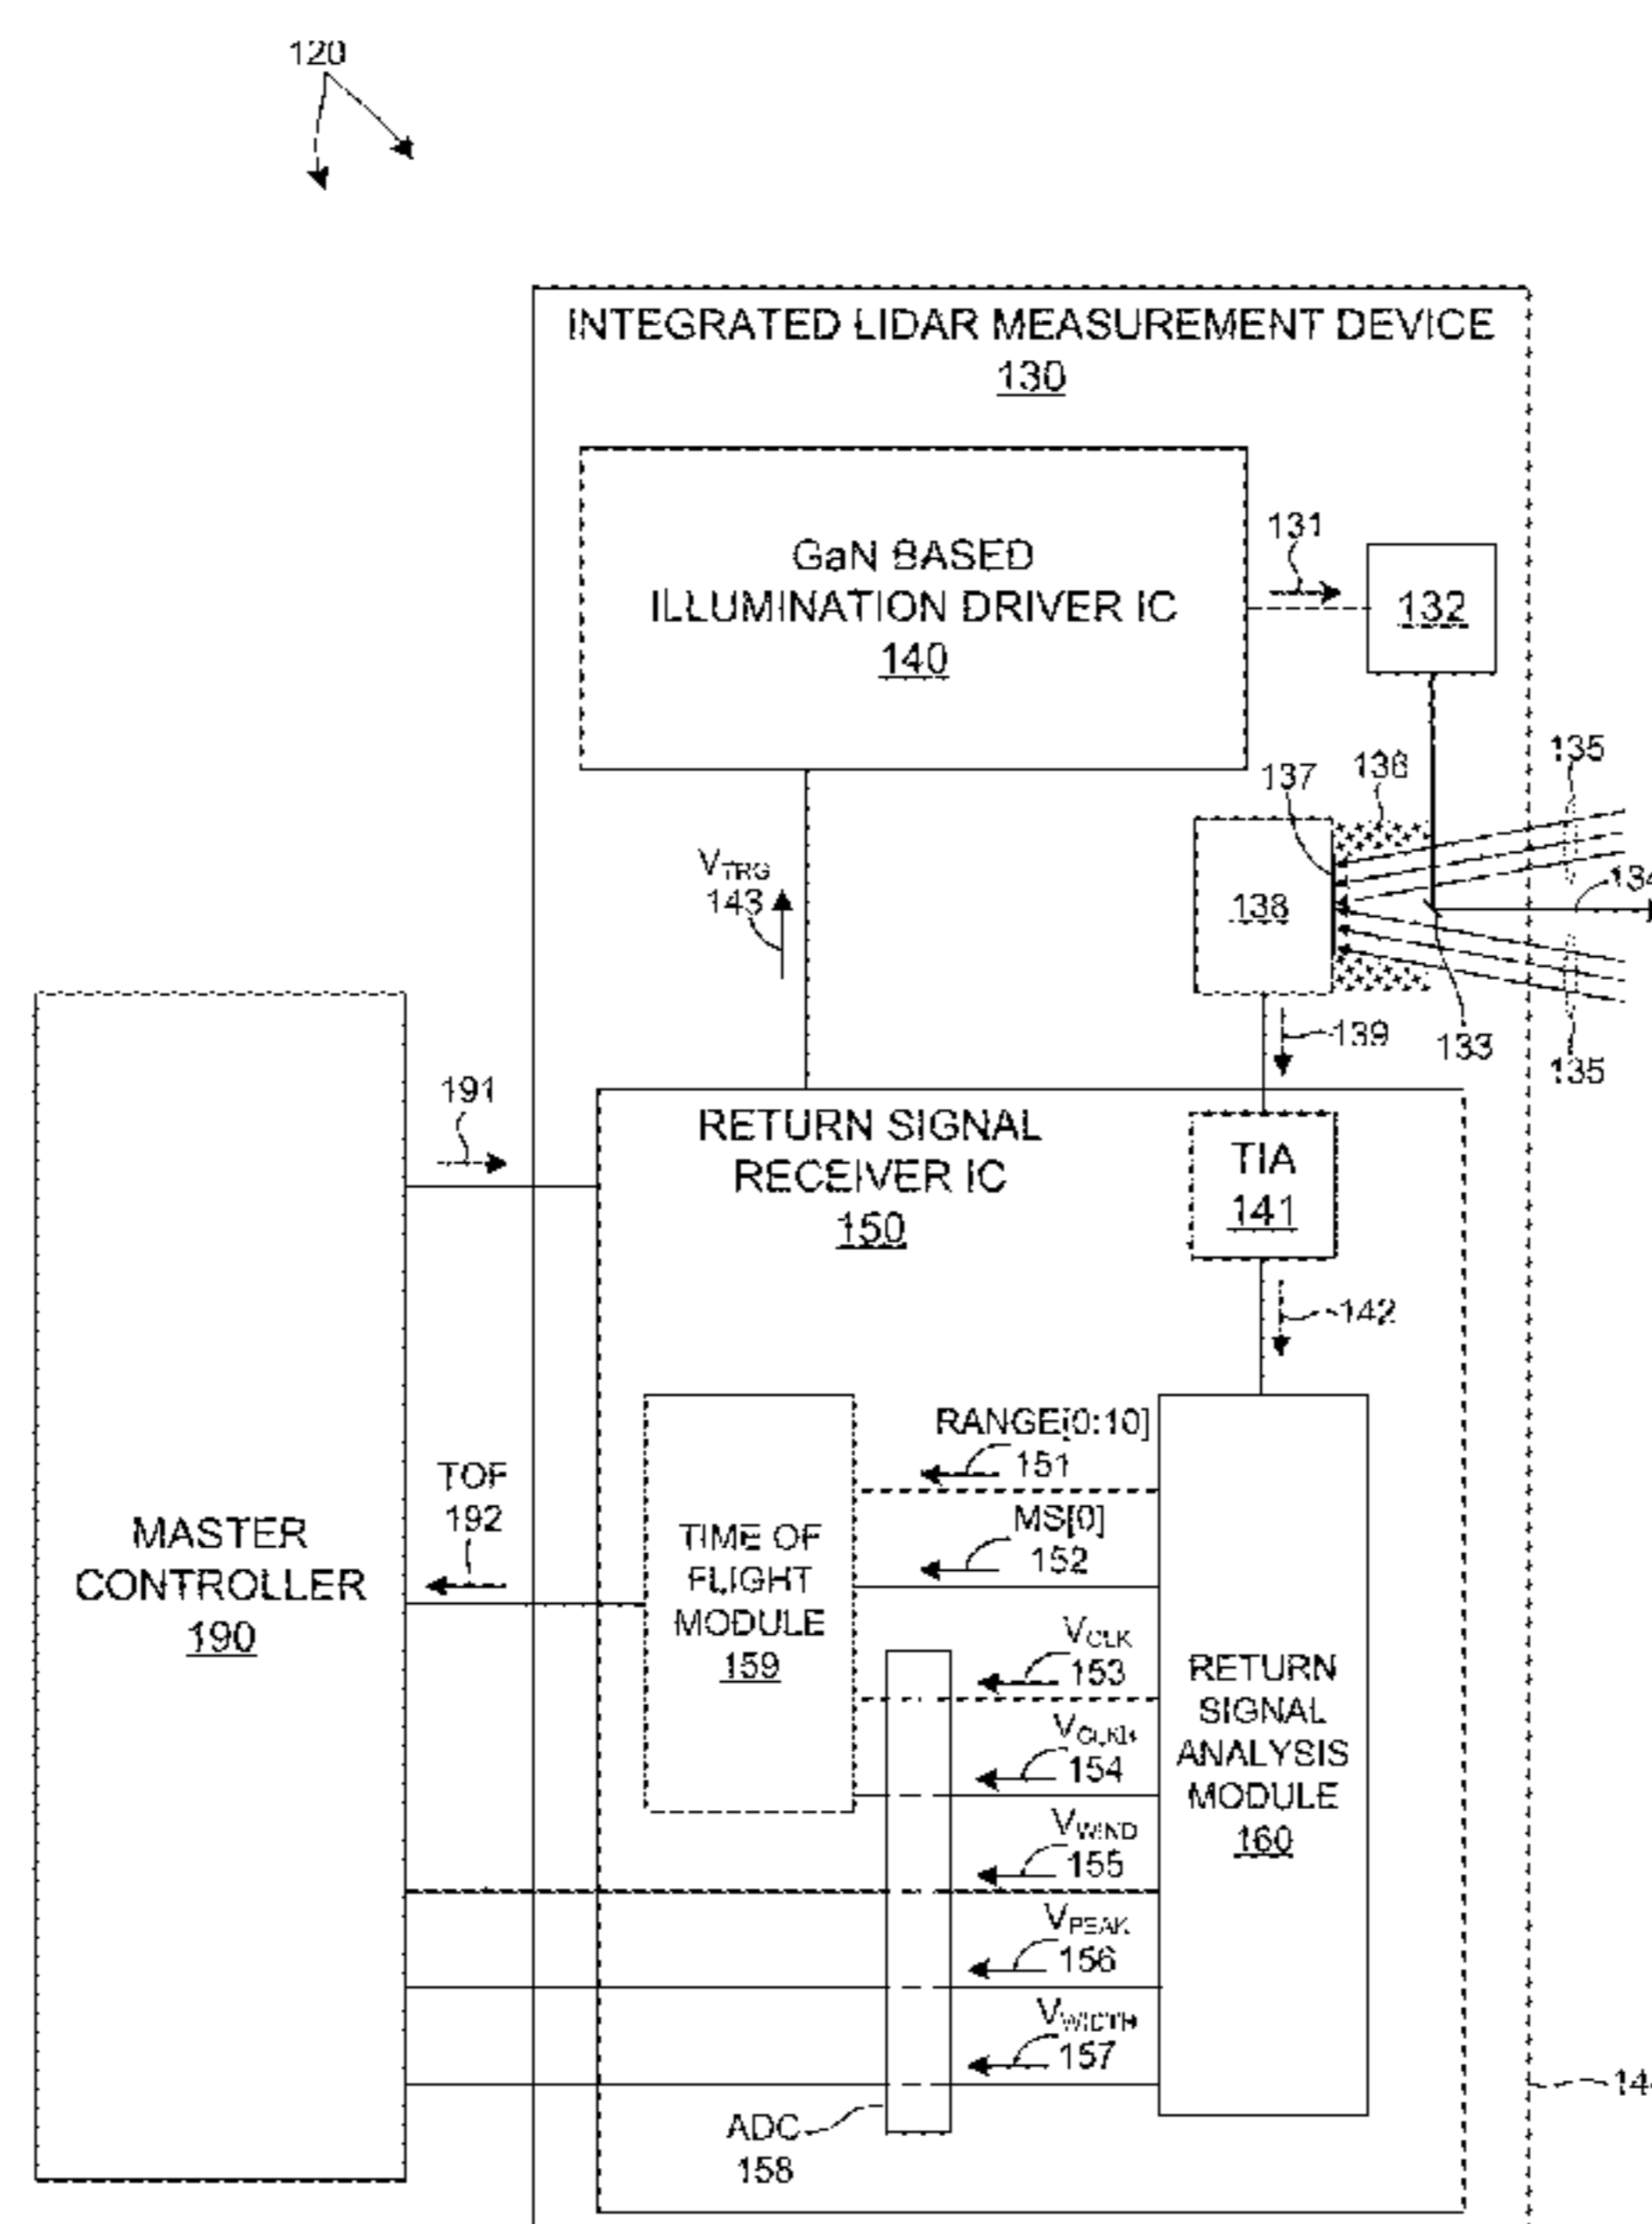 120
INTEGRATED LIDAR MEASUREMENT DEVICE
130
GaN BASED
ILLUMINATION DRIVER IC
140
131
132
135
137
136
134
138
VTRG
143
139
133
135
191
RETURN SIGNAL
RECEIVER IC
150
TIA
141
142
RANGE[0:10]
151
TOF
192
MS[0]
152
MASTER
CONTROLLER
190
TIME OF
FLIGHT
MODULE
159
VCLK
153
154
RETURN
SIGNAL
ANALYSIS
MODULE
160
VWIND
155
VPEAK
156
VWIDTH
157
ADC
158